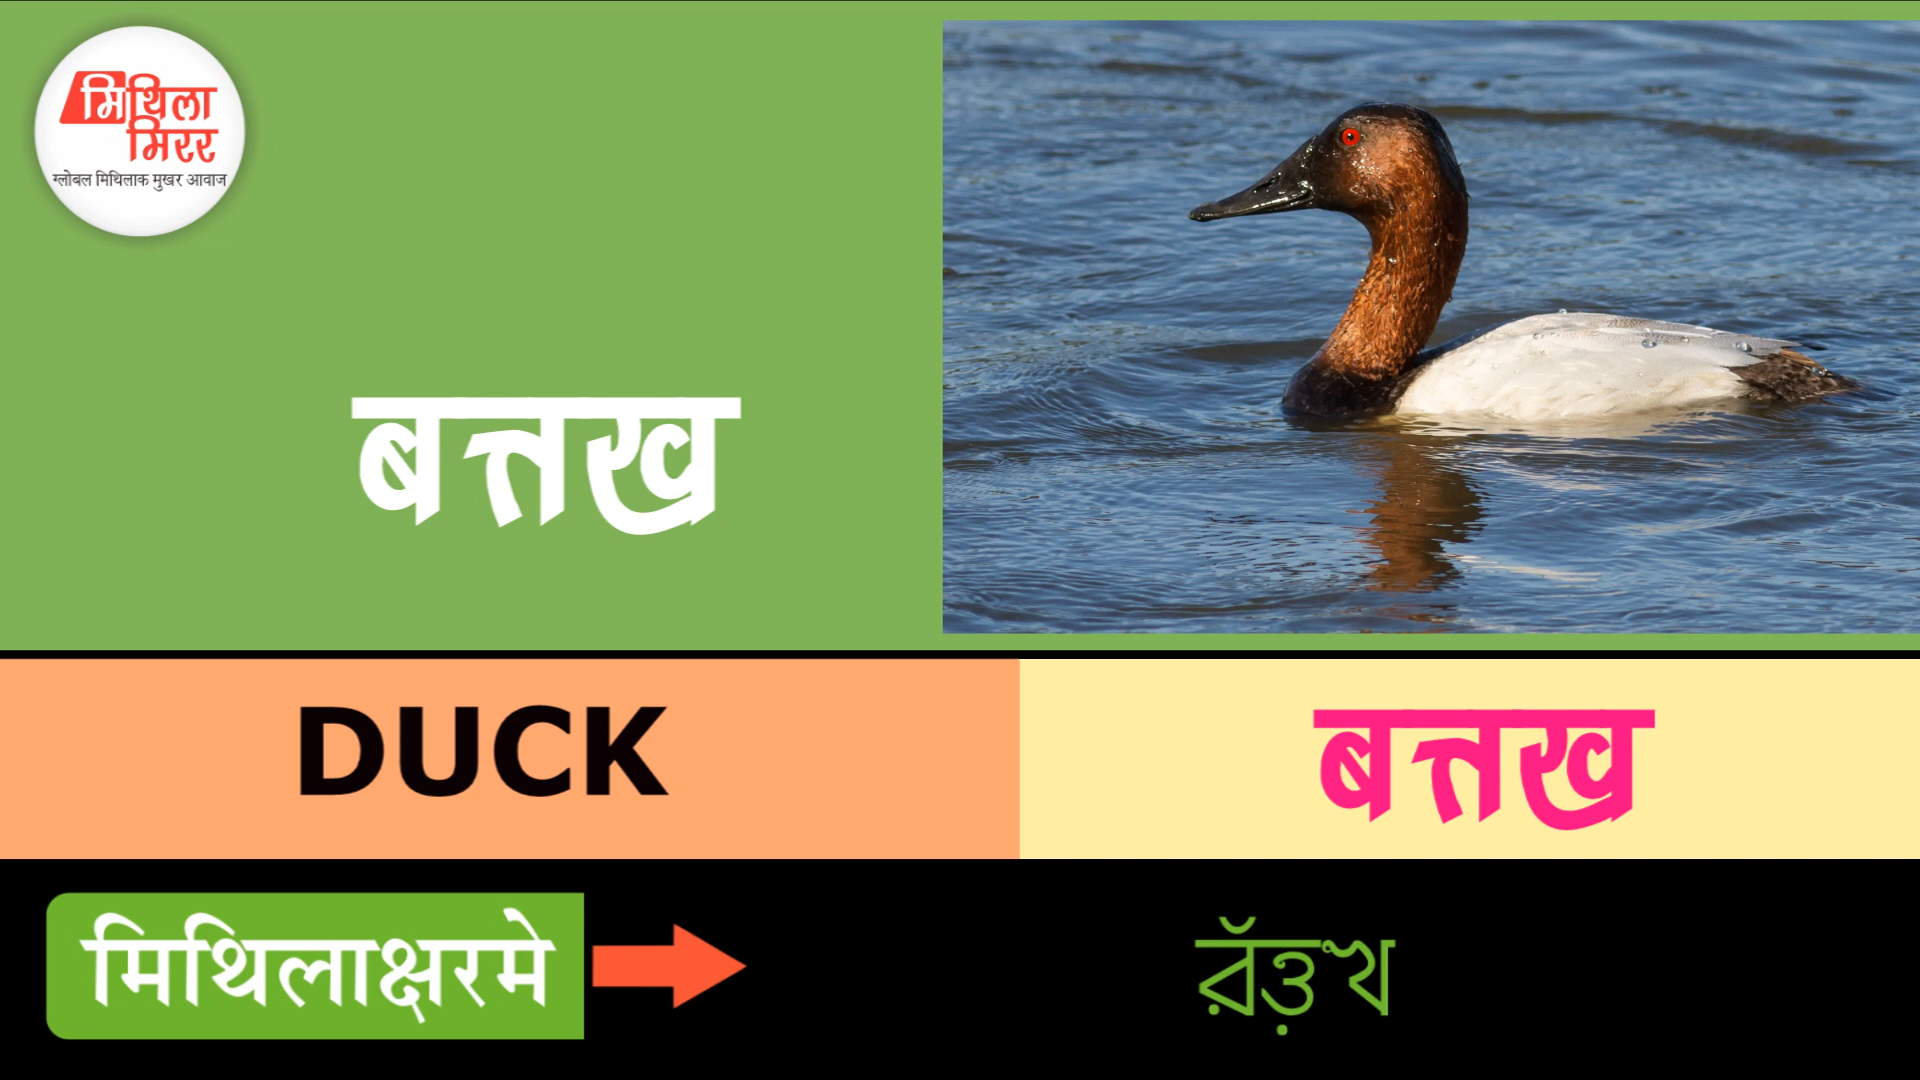 मिथिला
मिरर
ग्लोबल मिथिलाक मुखर आवाज
बत्तख
DUCK
बत्तख
मिथिलाक्षरमे